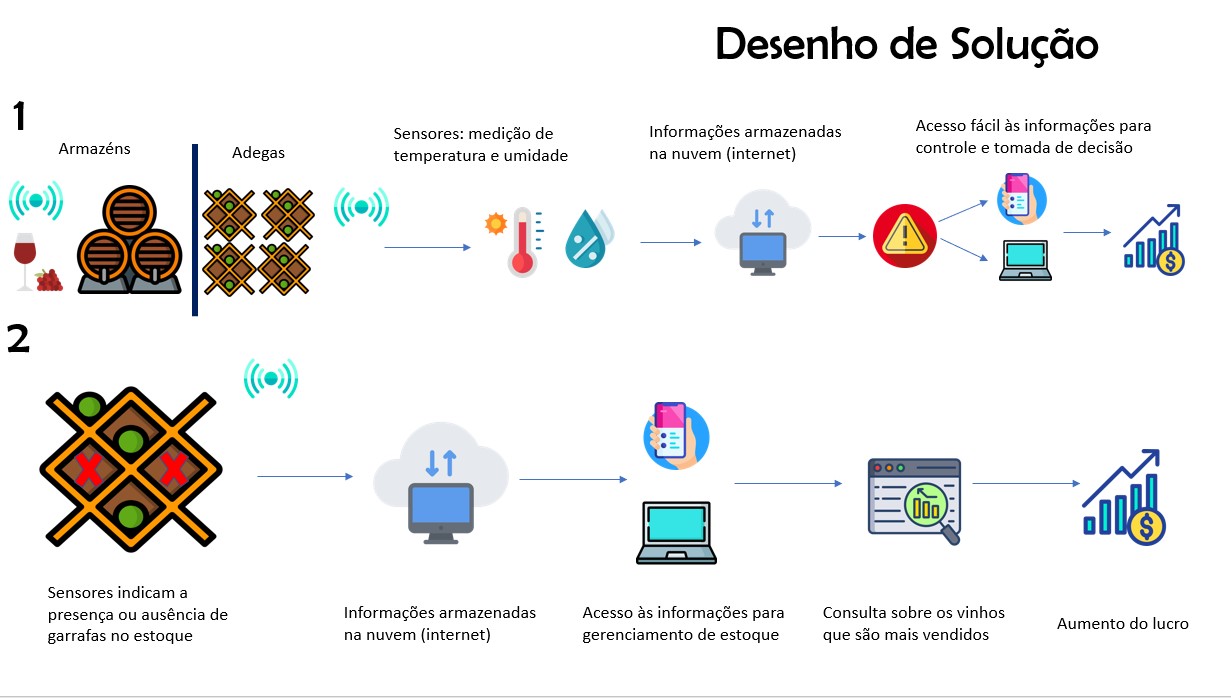 Desenho de Solução
1
Armazéns
Adegas
Sensores: medição de
temperatura e umidade
Informações armazenadas
na nuvem (internet)
Acesso fácil às informações para
controle e tomada de decisão
%
!
$
2
Sensores indicam a
presença ou ausência de
garrafas no estoque
Informações armazenadas
na nuvem (internet)
Acesso às informações para
gerenciamento de estoque
Consulta sobre os vinhos
que são mais vendidos
$
Aumento do lucro